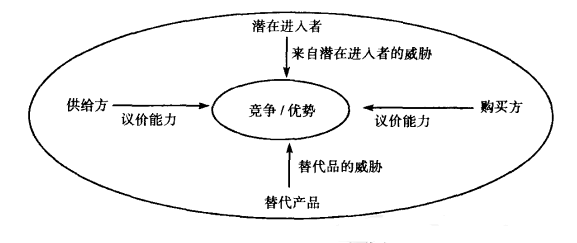 潜在进入者
来自潜在进入者的威胁
供给方
议价能力
竞争/优势
购买方
议价能力
替代品的威胁
替代产品